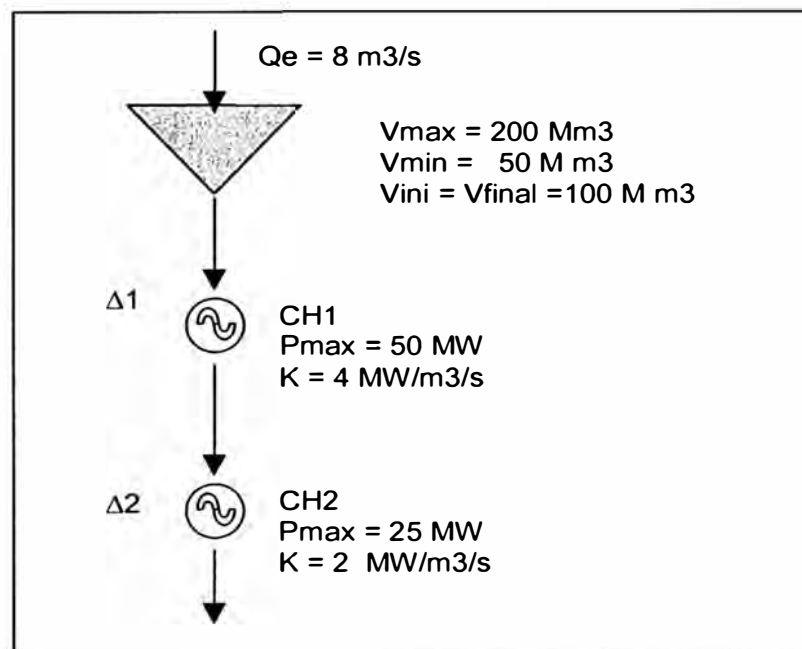 Qe = 8 m3/s
Vmax = 200 Mm3
Vmin = 50 M m3
Vini = Vfinal =100 M m3
Δ1
CH1
Pmax = 50 MW
K = 4 MW/m3/s
Δ2
CH2
Pmax = 25 MW
K = 2 MW/m3/s